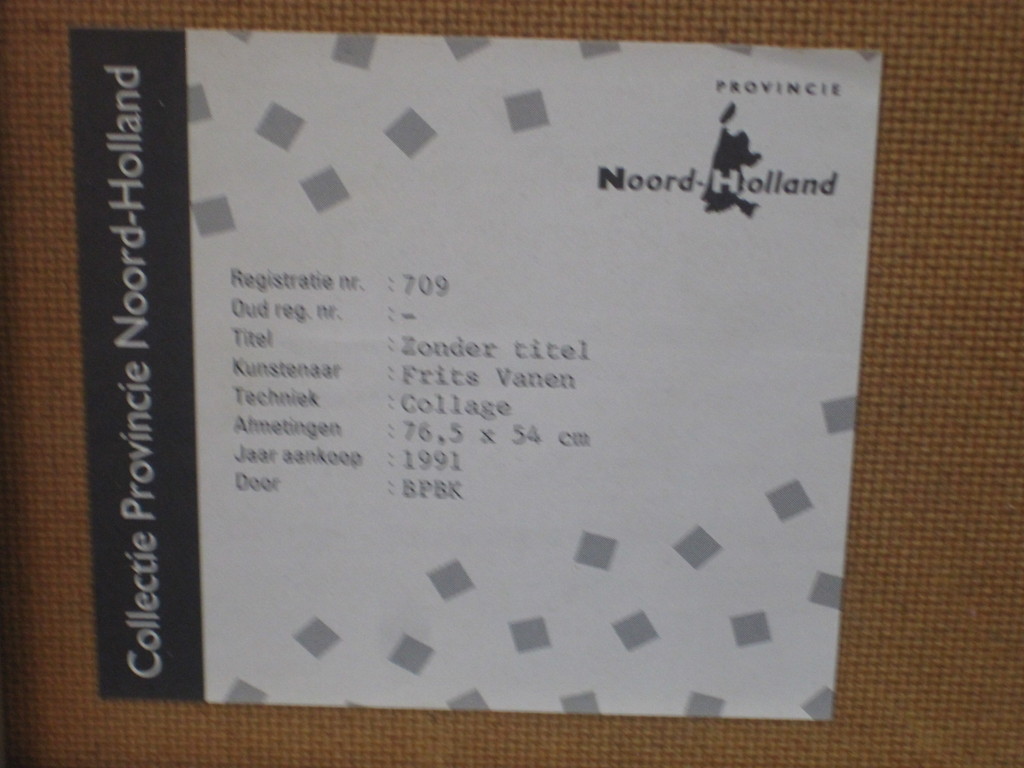 Collectie Provincie Noord-Holland
PROVINCIE
Noord-Holland
Registratie nr. : 709
Oud reg. nr. : -
Titel : Zonder titel
Kunstenaar : Frits Vanen
Techniek : Collage
Afmetingen : 76,5 x 54 cm
Jaar aankoop : 1991
Door : BPBK